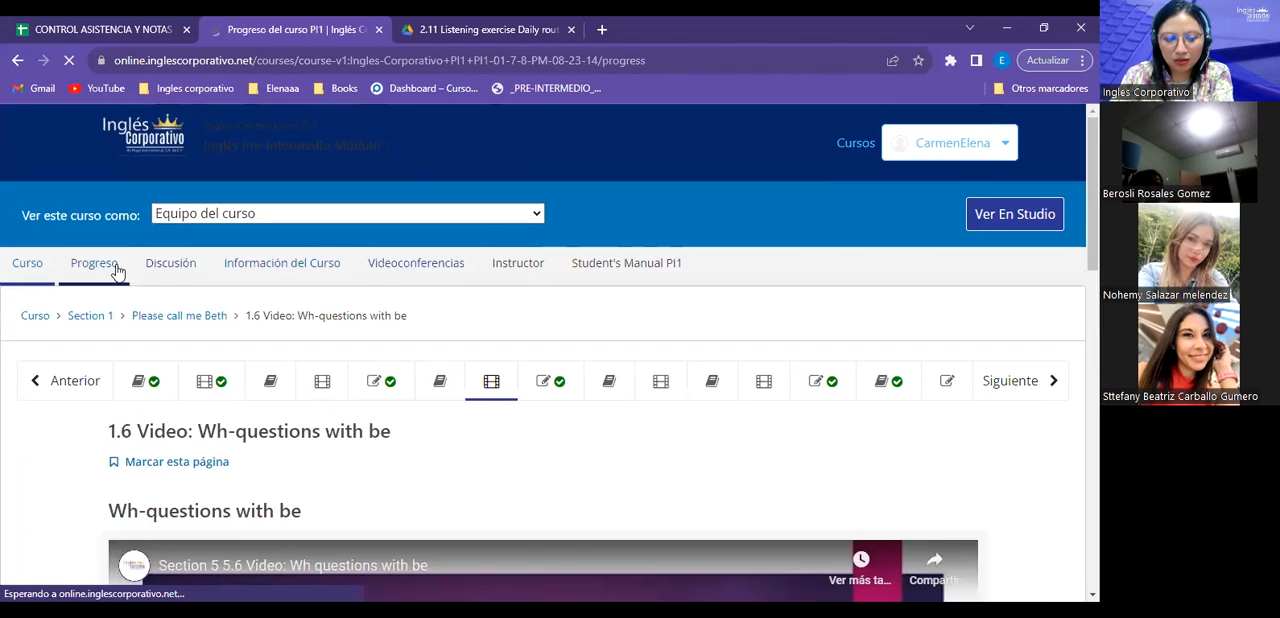 CONTROL ASISTENCIA Y NOTAS
Progreso del curso PI1 | Inglés C
2.11 Listening exercise Daily rout
online.inglescorporativo.net/courses/course-v1:Ingles-Corporativo+PI1+PI1-01-7-8-PM-08-23-14/progress
E
Actualizar
Gmail
YouTube
Ingles corporativo
Elenaaa
Books
Dashboard – Curso...
_PRE-INTERMEDIO_...
Otros marcadores
Inglés
Corporativo
Inglés Pre-Intermedio Módulo 1
Cursos
CarmenElena
Ver este curso como:
Equipo del curso
Ver En Studio
Curso
Progreso
Discusión
Información del Curso
Videoconferencias
Instructor
Student's Manual PI1
Curso > Section 1 > Please call me Beth > 1.6 Video: Wh-questions with be
Anterior
Siguiente
1.6 Video: Wh-questions with be
Marcar esta página
Wh-questions with be
Section 5 5.6 Video: Wh questions with be
Ver más ta...
Compartir
Esperando a online.inglescorporativo.net...
Ingles Corporativo
Berosli Rosales Gomez
Nohemy Salazar melendez
Sttefany Beatriz Carballo Gumero